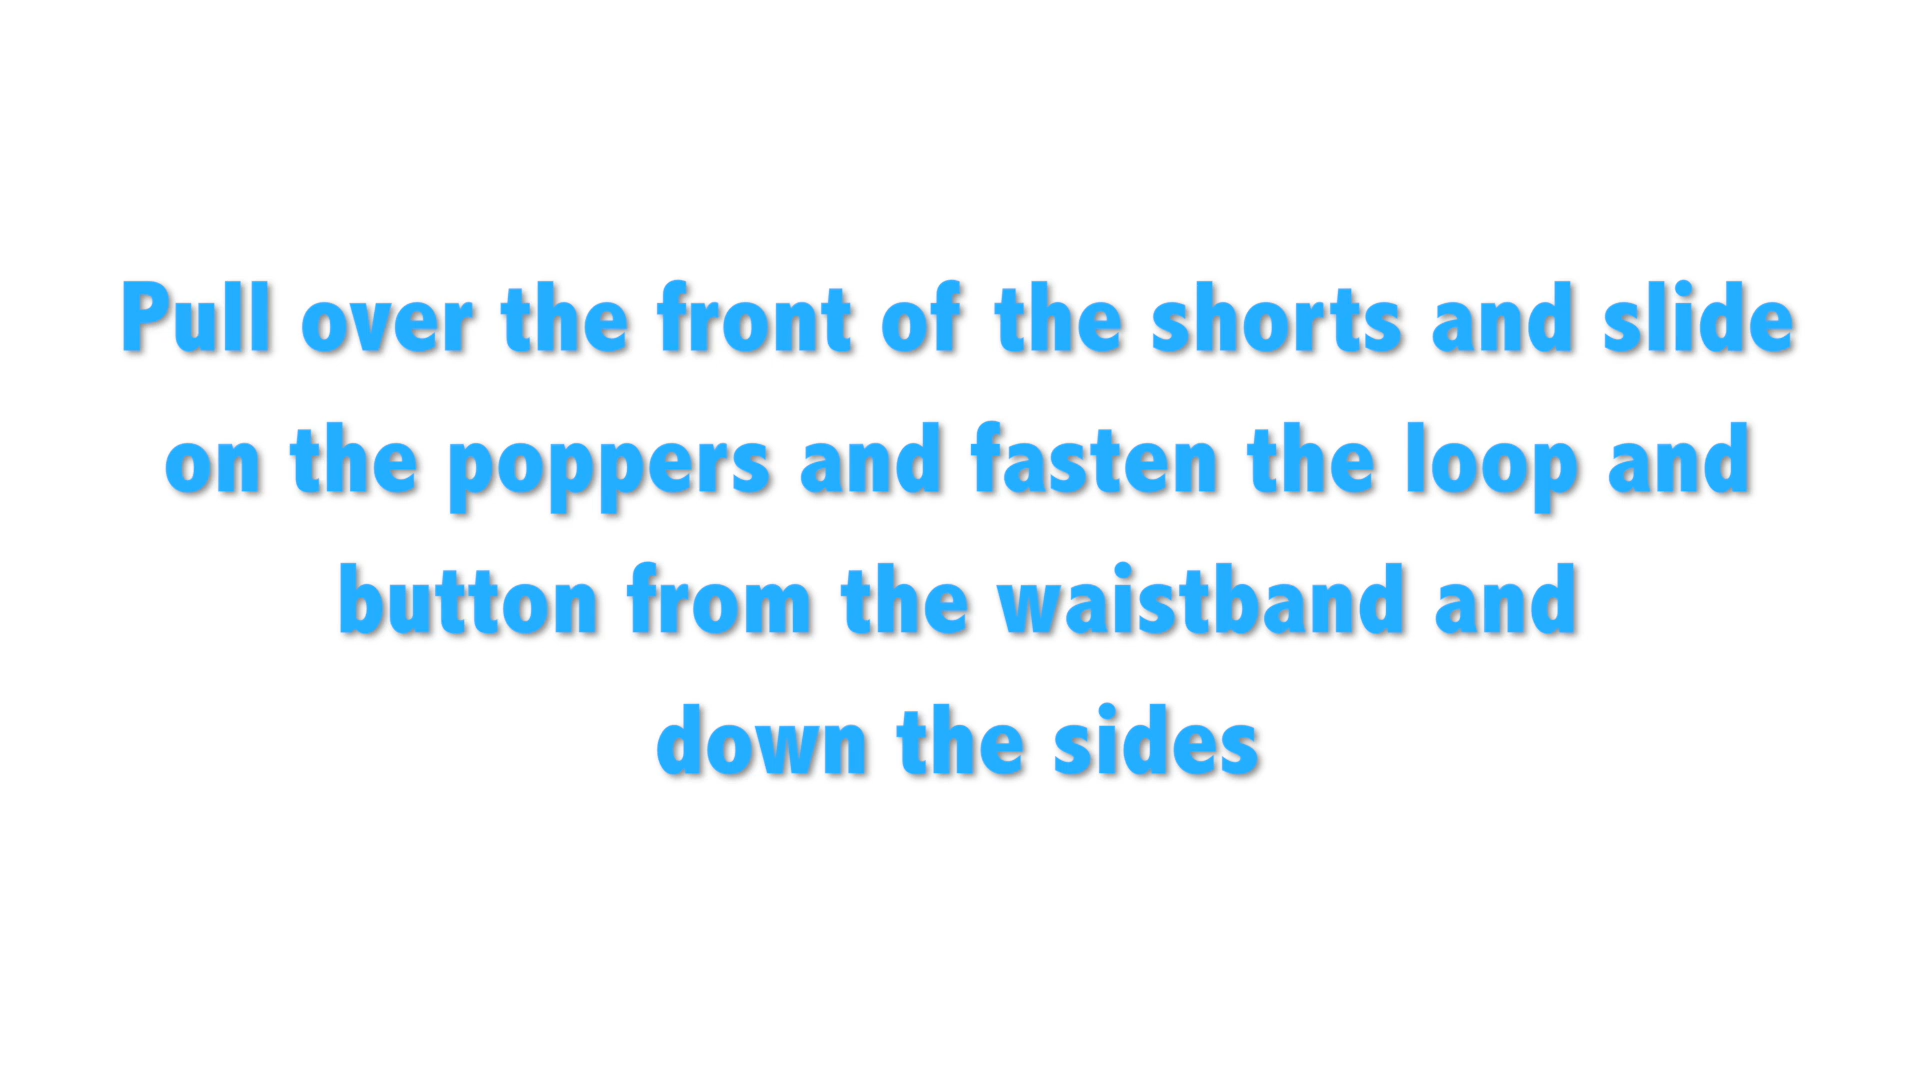 Pull over the front of the shorts and slide
on the poppers and fasten the loop and
button from the waistband and
down the sides